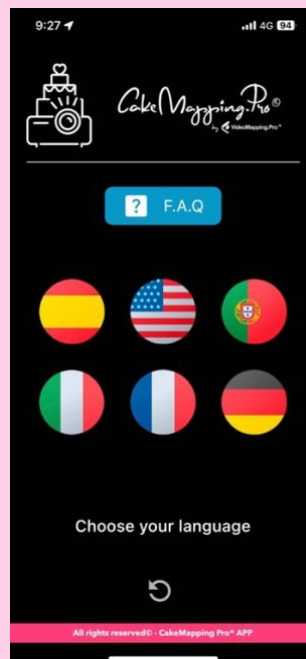 9:27
4G 94
CakeMapping.Pro®
by VideoMapping.Pro®
? F.A.Q
Choose your language
All rights reserved© - CakeMapping Pro® APP